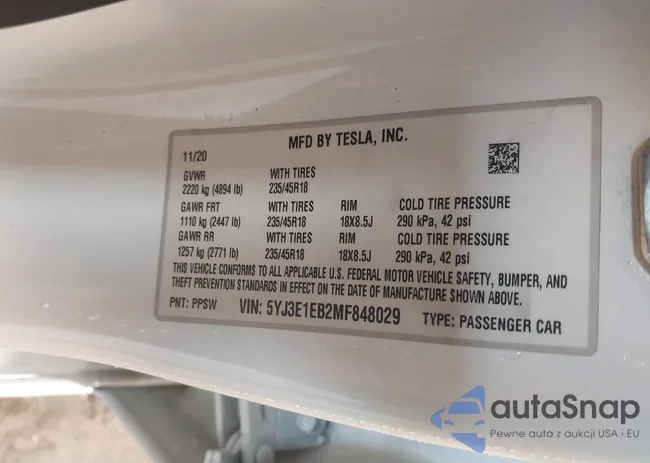 MFD BY TESLA, INC.
11/20
GVWR WITH TIRES
2220 kg (4894 lb) 235/45R18
GAWR FRT WITH TIRES RIM COLD TIRE PRESSURE
1110 kg (2447 lb) 235/45R18 18X8.5J 290 kPa, 42 psi
GAWR RR WITH TIRES RIM COLD TIRE PRESSURE
1257 kg (2771 lb) 235/45R18 18X8.5J 290 kPa, 42 psi
THIS VEHICLE CONFORMS TO ALL APPLICABLE U.S. FEDERAL MOTOR VEHICLE SAFETY, BUMPER, AND
THEFT PREVENTION STANDARDS IN EFFECT ON THE DATE OF MANUFACTURE SHOWN ABOVE.
PNT: PPSW VIN: 5YJ3E1EB2MF848029 TYPE: PASSENGER CAR
autaSnap
Pewne auta z aukcji USA i EU